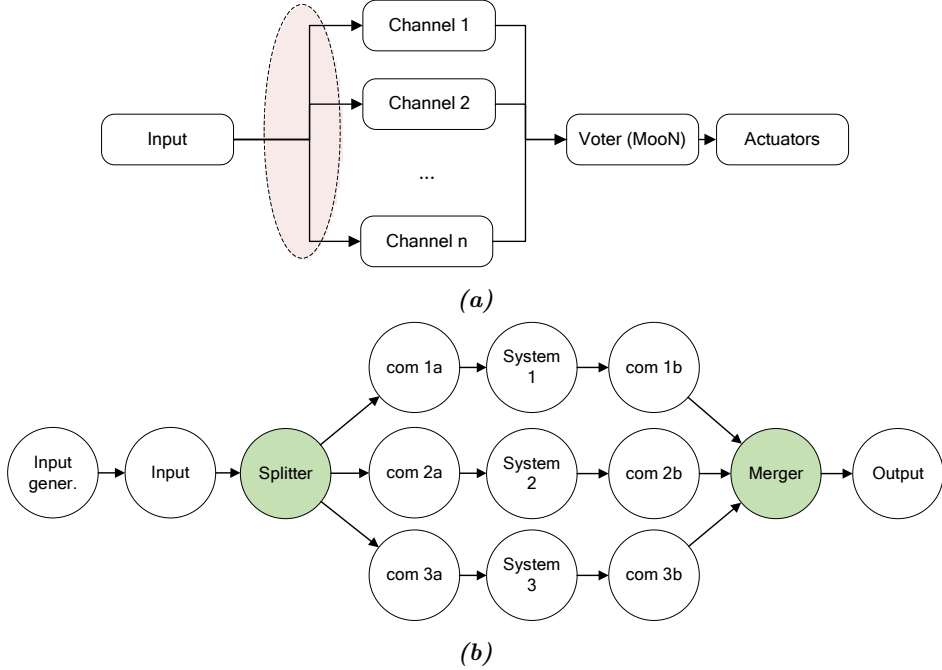 Channel 1
Channel 2
Input
Voter (MooN)
Actuators
...
Channel n
(a)
com 1a
System
1
com 1b
Input
gener.
Input
Splitter
com 2a
System
2
com 2b
Merger
Output
com 3a
System
3
com 3b
(b)